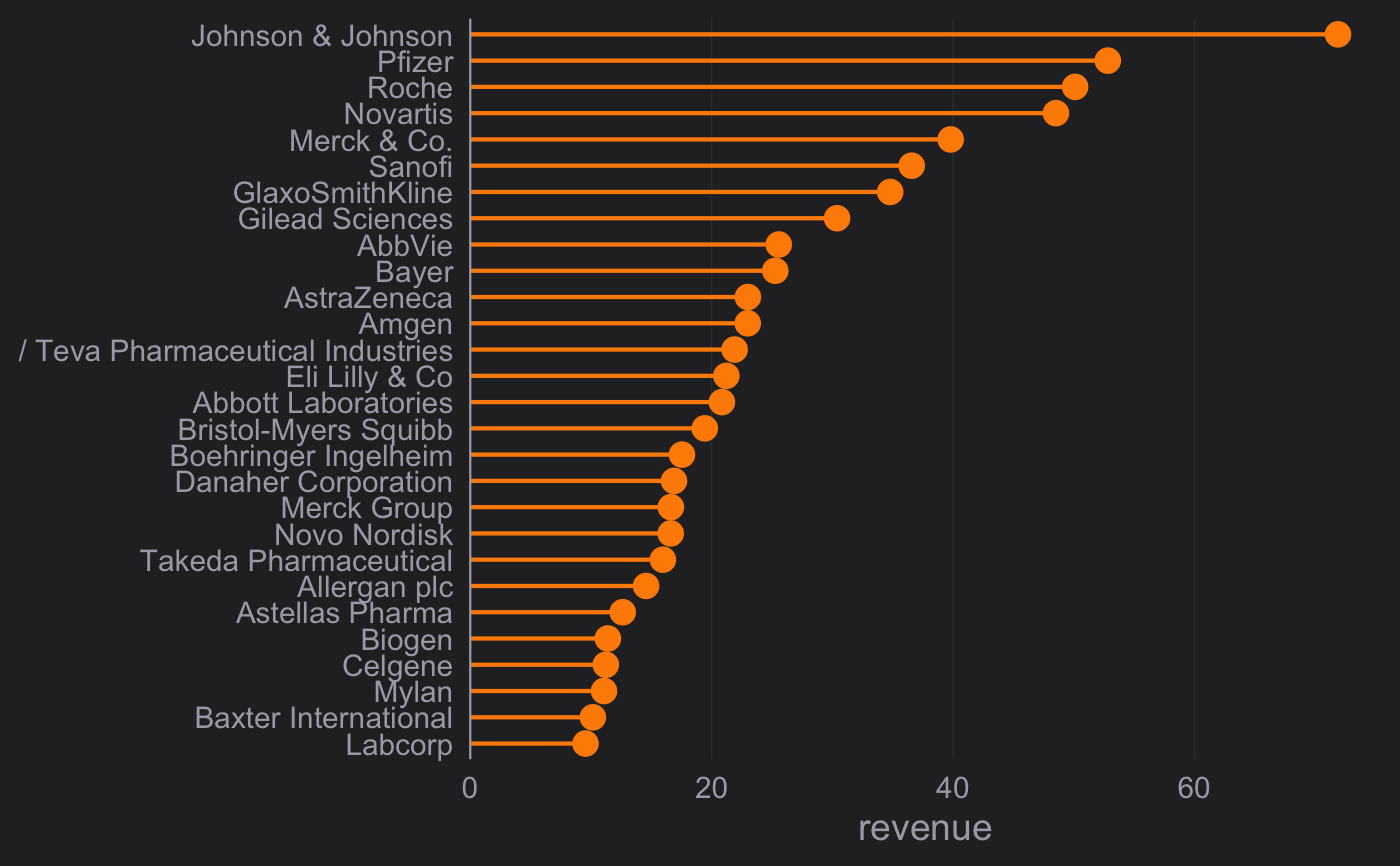 Johnson & Johnson
Pfizer
Roche
Novartis
Merck & Co.
Sanofi
GlaxoSmithKline
Gilead Sciences
AbbVie
Bayer
AstraZeneca
Amgen
/ Teva Pharmaceutical Industries
Eli Lilly & Co
Abbott Laboratories
Bristol-Myers Squibb
Boehringer Ingelheim
Danaher Corporation
Merck Group
Novo Nordisk
Takeda Pharmaceutical
Allergan plc
Astellas Pharma
Biogen
Celgene
Mylan
Baxter International
Labcorp
0 20 40 60
revenue